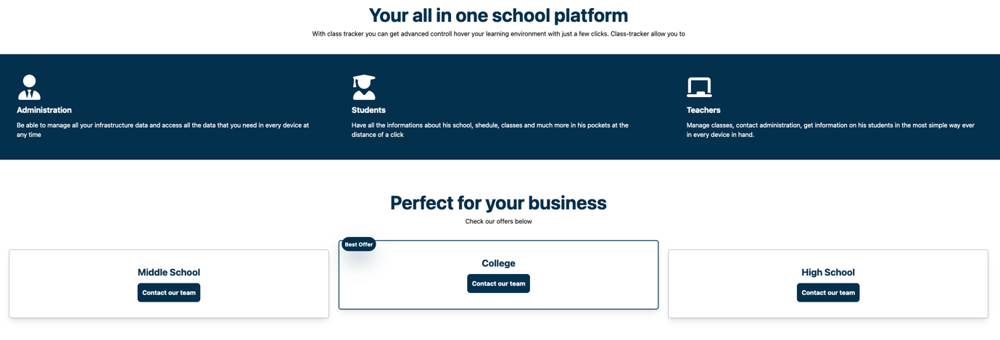 Your all in one school platform
With class tracker you can get advanced controll hover your learning environment with just a few clicks. Class-tracker allow you to
Administration
Be able to manage all your infrastructure data and access all the data that you need in every device at
any time
Students
Have all the informations about his school, shedule, classes and much more in his pockets at the
distance of a click
Teachers
Manage classes, contact administration, get information on his students in the most simple way ever
in every device in hand.
Perfect for your business
Check our offers below
Middle School
Contact our team
Best Offer
College
Contact our team
High School
Contact our team